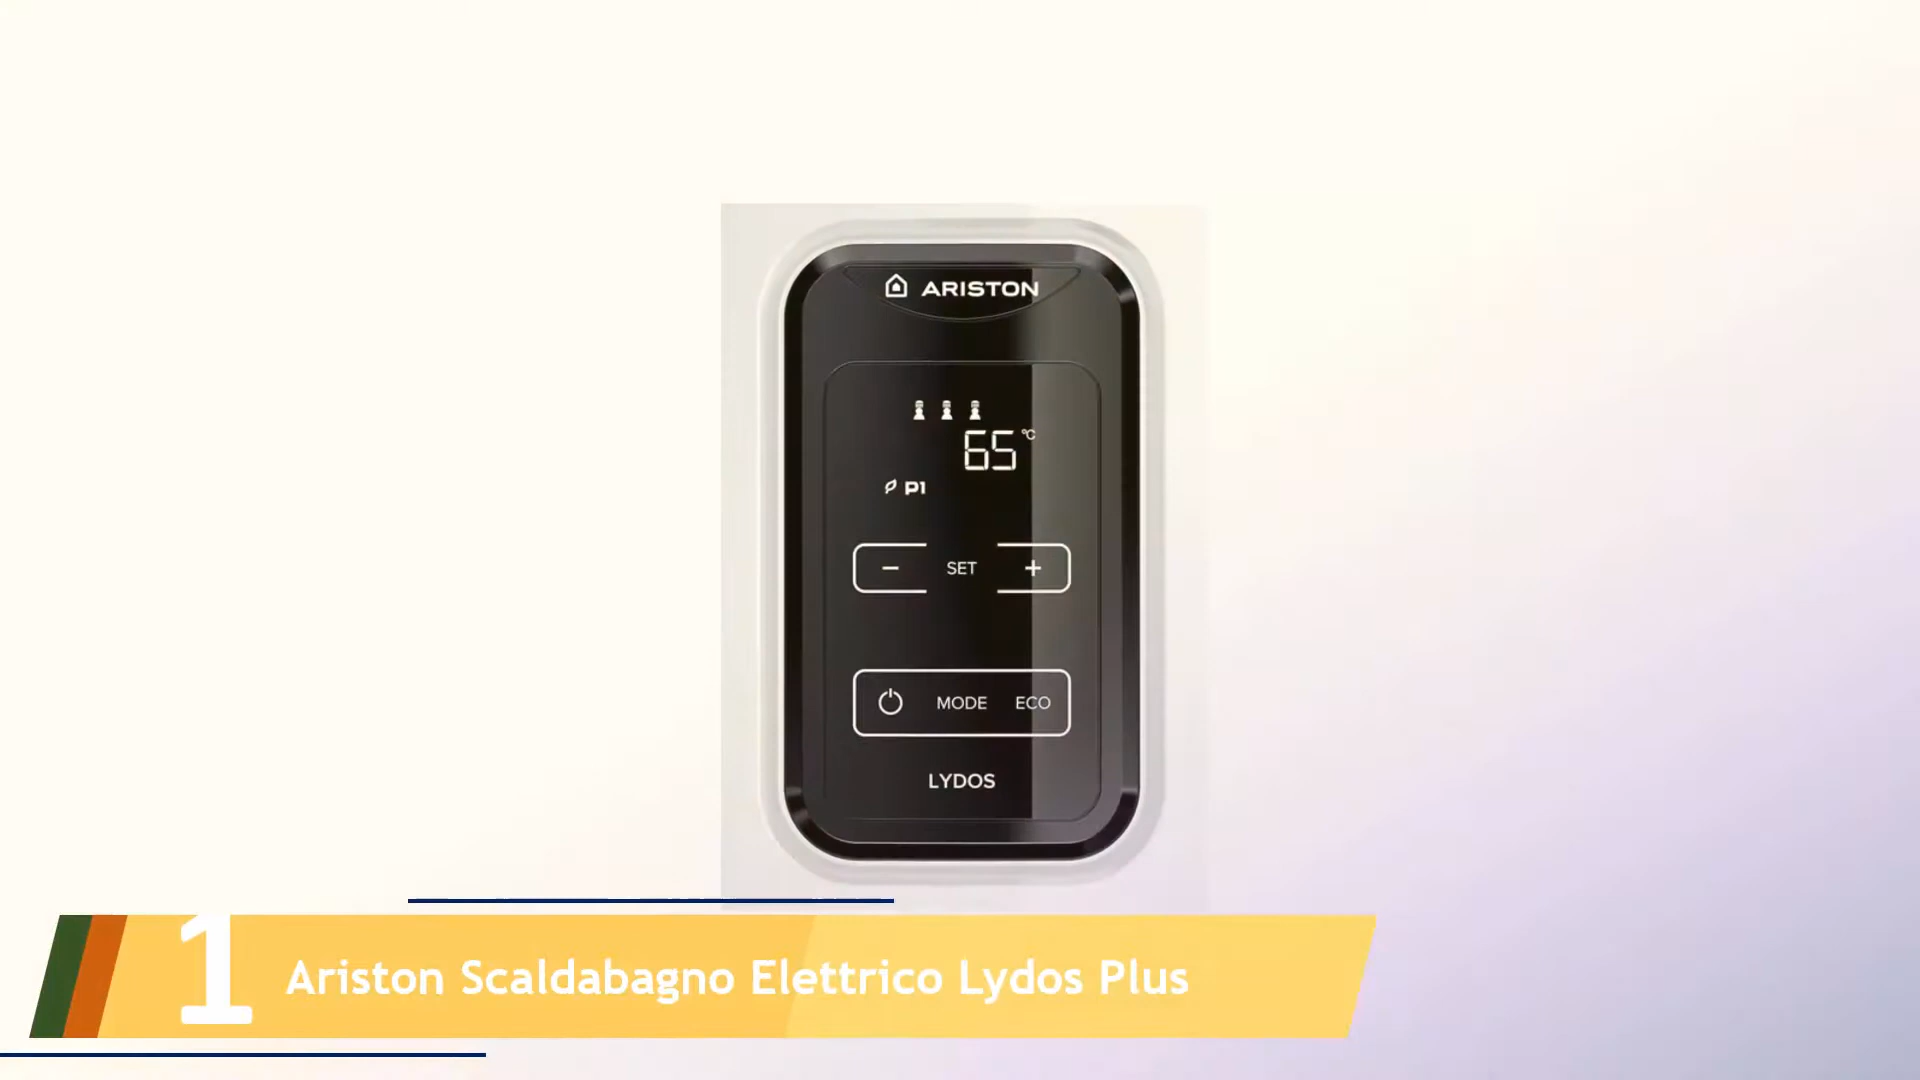 ARISTON
65 °C
P1
− SET +
MODE ECO
LYDOS
1 Ariston Scaldabagno Elettrico Lydos Plus